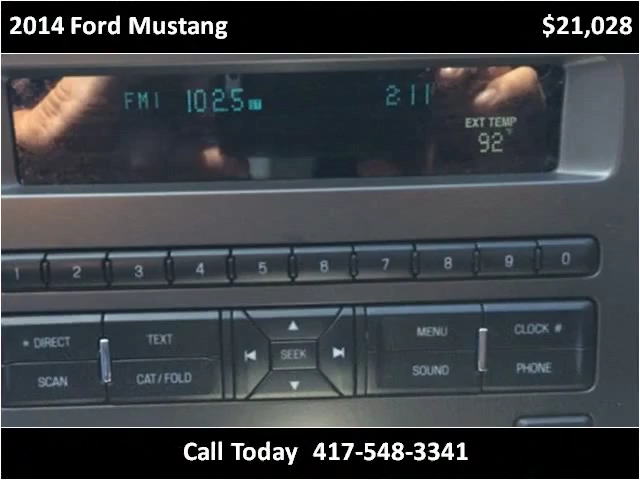 2014 Ford Mustang $21,028
FM1 102.5 ST 2:11
EXT TEMP
92°F
1 2 3 4 5 6 7 8 9 0
* DIRECT TEXT MENU CLOCK #
SEEK
SCAN CAT/FOLD SOUND PHONE
Call Today 417-548-3341